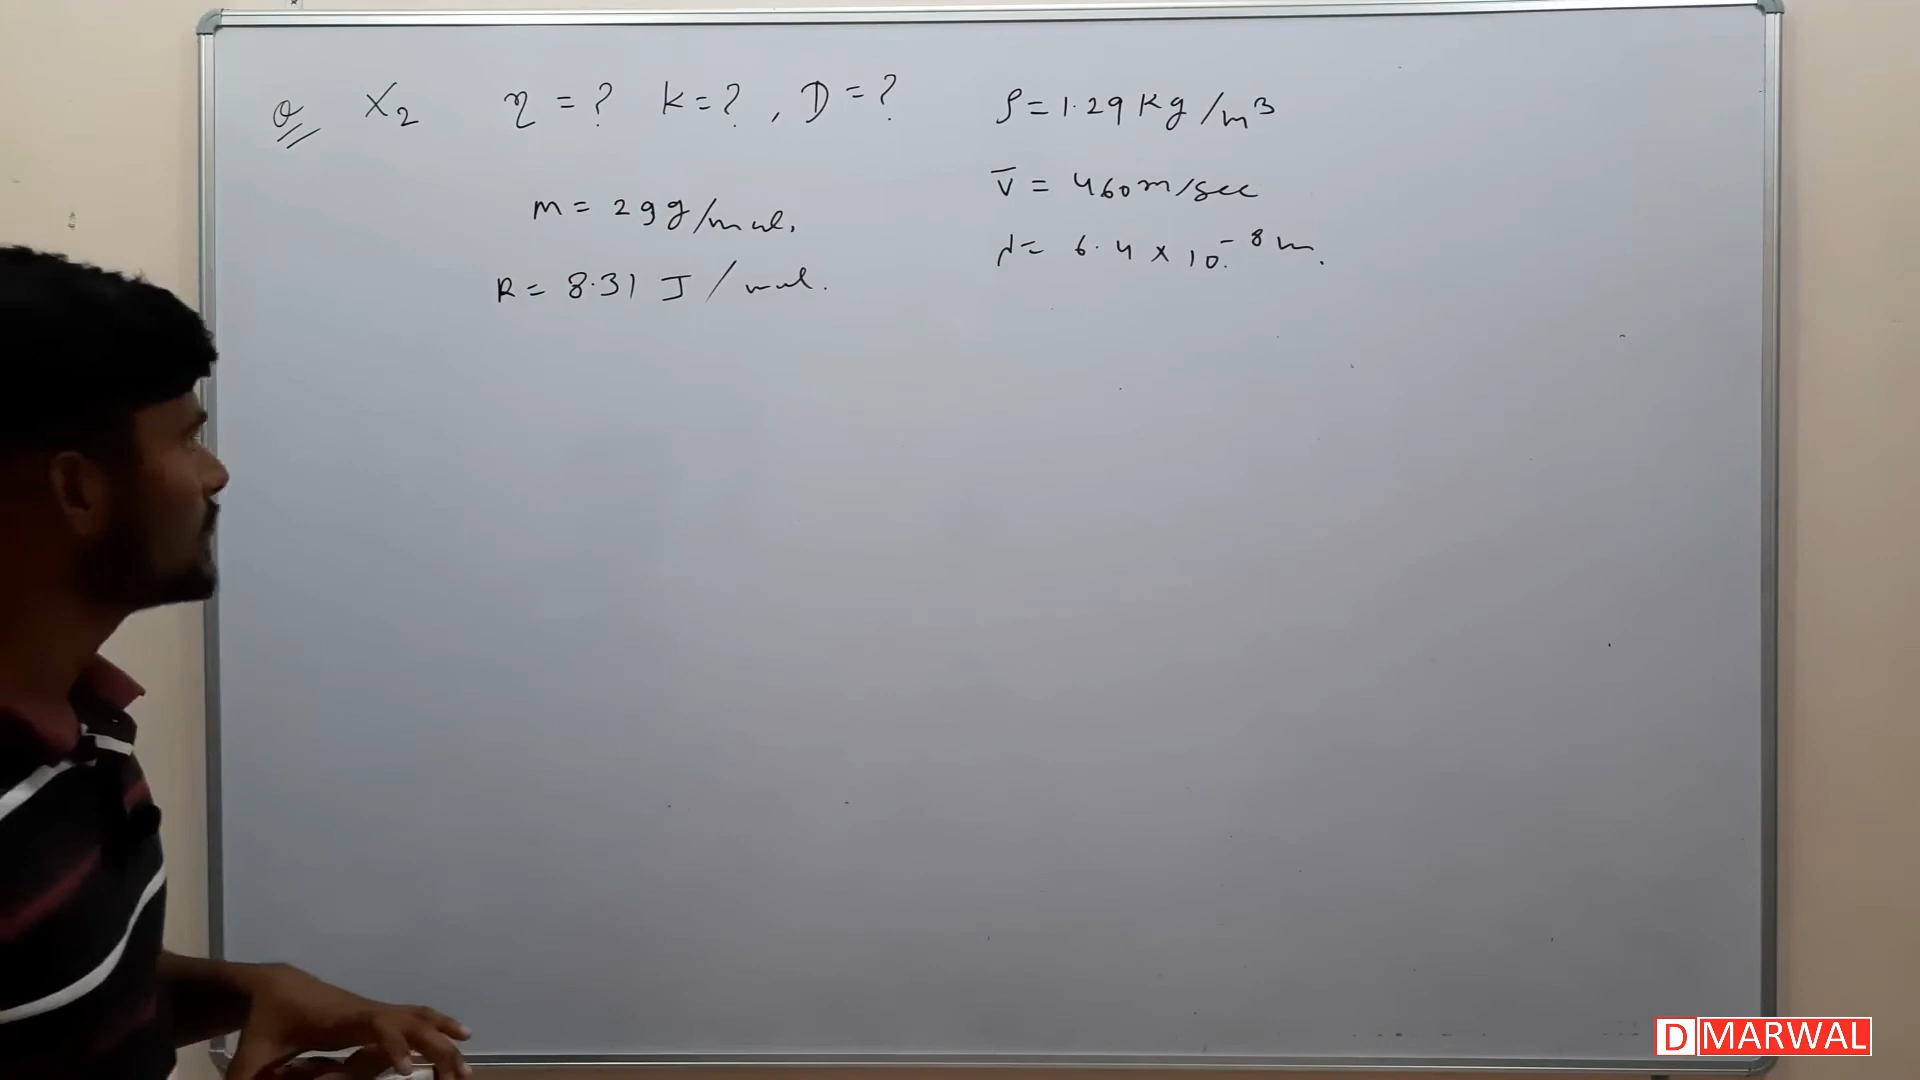 Q X₂ η = ? K = ? , D = ? ρ = 1.29 Kg/m³
m = 29 g/mol. v̄ = 460 m/sec
R = 8.31 J/mol. λ = 6.4 × 10⁻⁸ m.
D MARWAL